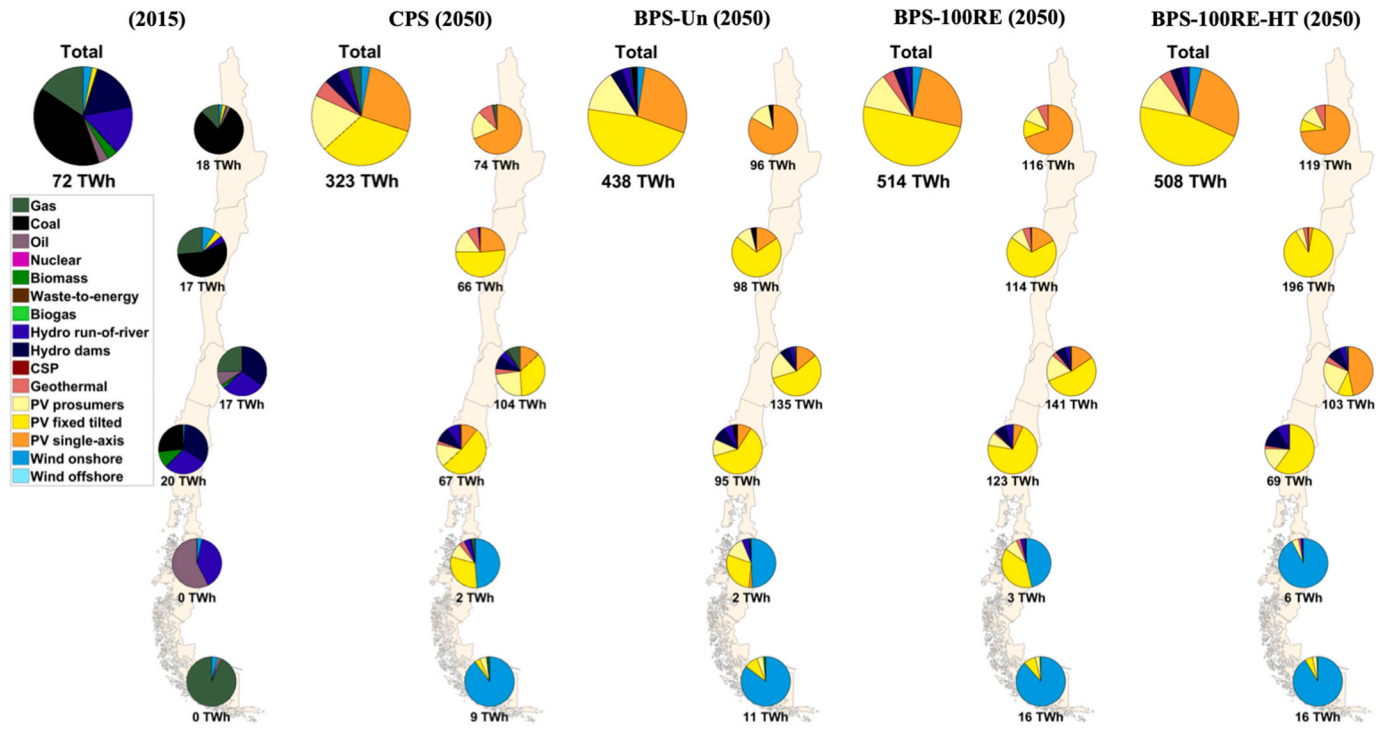 (2015)
CPS (2050)
BPS-Un (2050)
BPS-100RE (2050)
BPS-100RE-HT (2050)
Total
Total
Total
Total
Total
72 TWh
323 TWh
438 TWh
514 TWh
508 TWh
18 TWh
74 TWh
96 TWh
116 TWh
119 TWh
Gas
Coal
Oil
Nuclear
Biomass
Waste-to-energy
Biogas
Hydro run-of-river
Hydro dams
CSP
Geothermal
PV prosumers
PV fixed tilted
PV single-axis
Wind onshore
Wind offshore
17 TWh
66 TWh
98 TWh
114 TWh
196 TWh
17 TWh
104 TWh
135 TWh
141 TWh
103 TWh
20 TWh
67 TWh
95 TWh
123 TWh
69 TWh
0 TWh
2 TWh
2 TWh
3 TWh
6 TWh
0 TWh
9 TWh
11 TWh
16 TWh
16 TWh